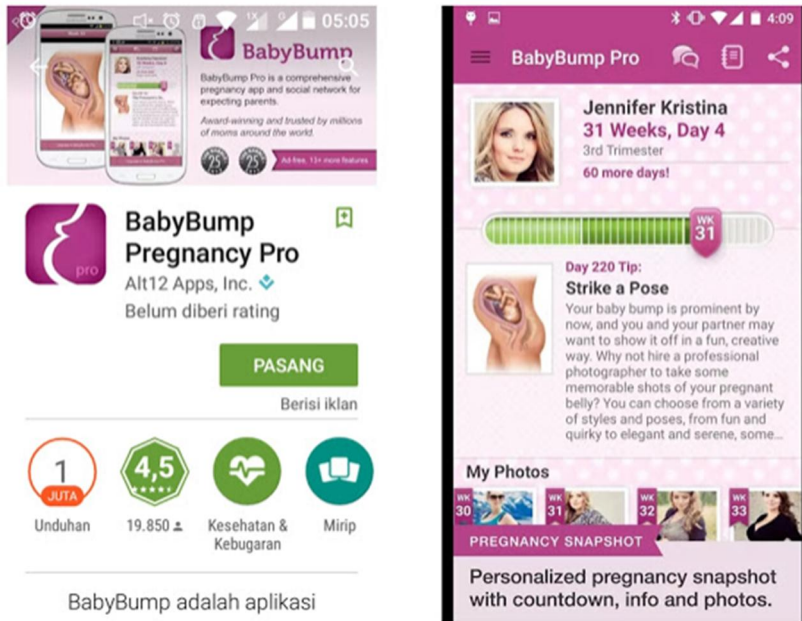 05:05
BabyBump
BabyBump Pro is a comprehensive
pregnancy app and social network for
expecting parents.
Award-winning and trusted by millions
of moms around the world.
25
25
Ad-free, 13+ more features
pro
BabyBump
Pregnancy Pro
Alt12 Apps, Inc.
Belum diberi rating
PASANG
Berisi iklan
1
JUTA
4,5
Unduhan
19.850
Kesehatan &
Kebugaran
Mirip
BabyBump adalah aplikasi
4:09
BabyBump Pro
Jennifer Kristina
31 Weeks, Day 4
3rd Trimester
60 more days!
WK
31
Day 220 Tip:
Strike a Pose
Your baby bump is prominent by
now, and you and your partner may
want to show it off in a fun, creative
way. Why not hire a professional
photographer to take some
memorable shots of your pregnant
belly? You can choose from a variety
of styles and poses, from fun and
quirky to elegant and serene, some...
My Photos
WK
30
WK
31
WK
32
WK
33
PREGNANCY SNAPSHOT
Personalized pregnancy snapshot
with countdown, info and photos.